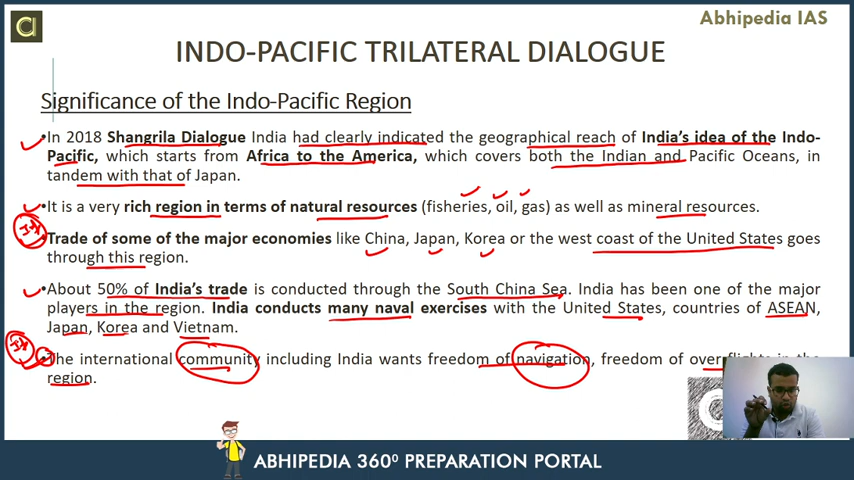 Abhipedia IAS
INDO-PACIFIC TRILATERAL DIALOGUE
Significance of the Indo-Pacific Region
•In 2018 Shangrila Dialogue India had clearly indicated the geographical reach of India's idea of the Indo-
Pacific, which starts from Africa to the America, which covers both the Indian and Pacific Oceans, in
tandem with that of Japan.
•It is a very rich region in terms of natural resources (fisheries, oil, gas) as well as mineral resources.
•Trade of some of the major economies like China, Japan, Korea or the west coast of the United States goes
through this region.
•About 50% of India's trade is conducted through the South China Sea. India has been one of the major
players in the region. India conducts many naval exercises with the United States, countries of ASEAN,
Japan, Korea and Vietnam.
•The international community including India wants freedom of navigation, freedom of overflights in the
region.
ABHIPEDIA 360⁰ PREPARATION PORTAL